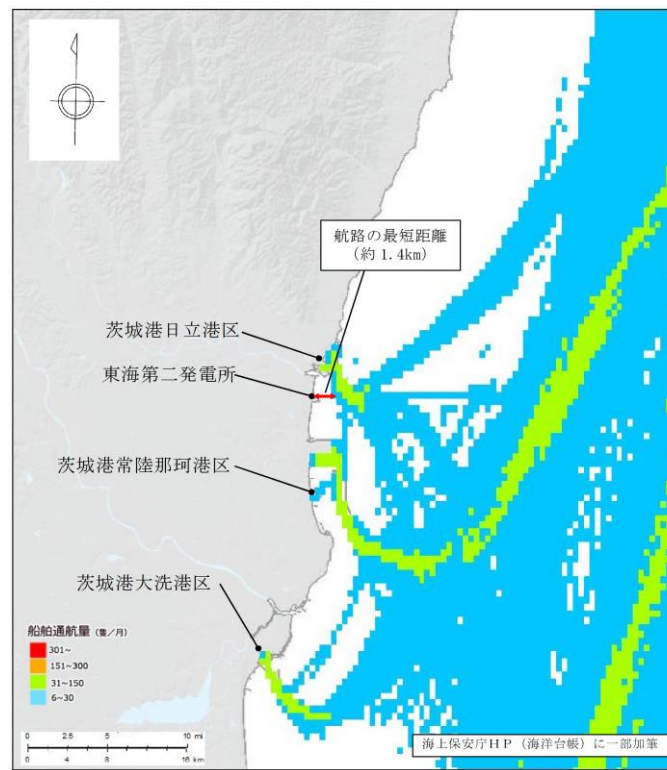 航路の最短距離
（約 1.4km）
茨城港日立港区
東海第二発電所
茨城港常陸那珂港区
茨城港大洗港区
船舶通航量（隻／月）
301～
151～300
31～150
6～30
0 2.5 5 10 mi
0 4 8 16 km
海上保安庁ＨＰ（海洋台帳）に一部加筆